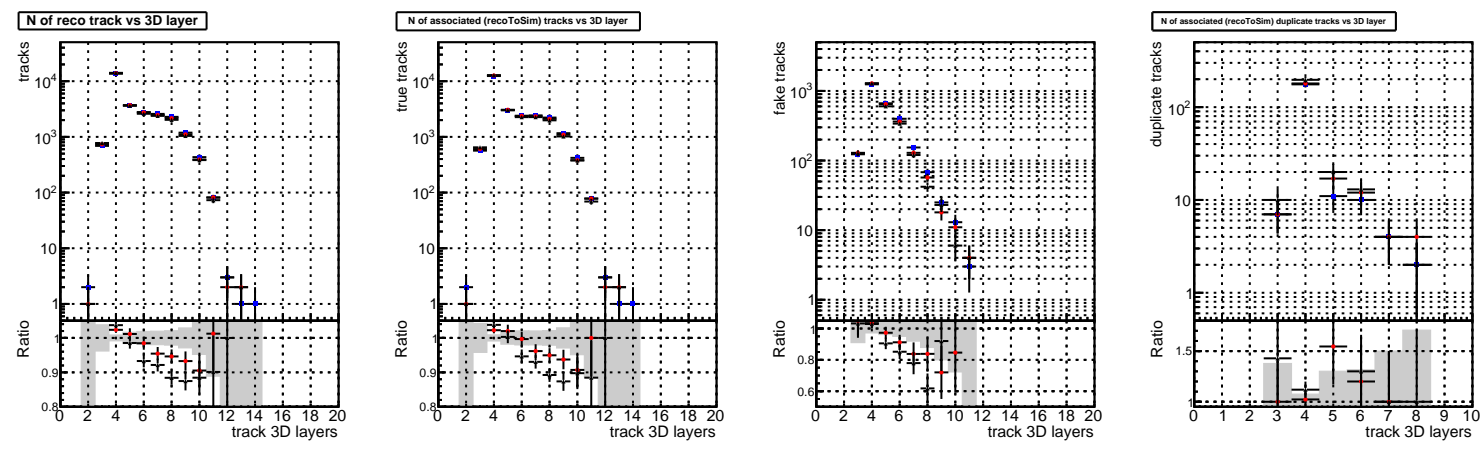 N of reco track vs 3D layer
tracks
10^4
10^3
10^2
10
1
Ratio
1
0.9
0.8
0 2 4 6 8 10 12 14 16 18 20
track 3D layers
N of associated (recoToSim) tracks vs 3D layer
true tracks
10^4
10^3
10^2
10
1
Ratio
1
0.9
0.8
0 2 4 6 8 10 12 14 16 18 20
track 3D layers
fake tracks
10^3
10^2
10
1
Ratio
1
0.8
0.6
0 2 4 6 8 10 12 14 16 18 20
track 3D layers
N of associated (recoToSim) duplicate tracks vs 3D layer
duplicate tracks
10^2
10
1
Ratio
1.5
1
0 1 2 3 4 5 6 7 8 9 10
track 3D layers